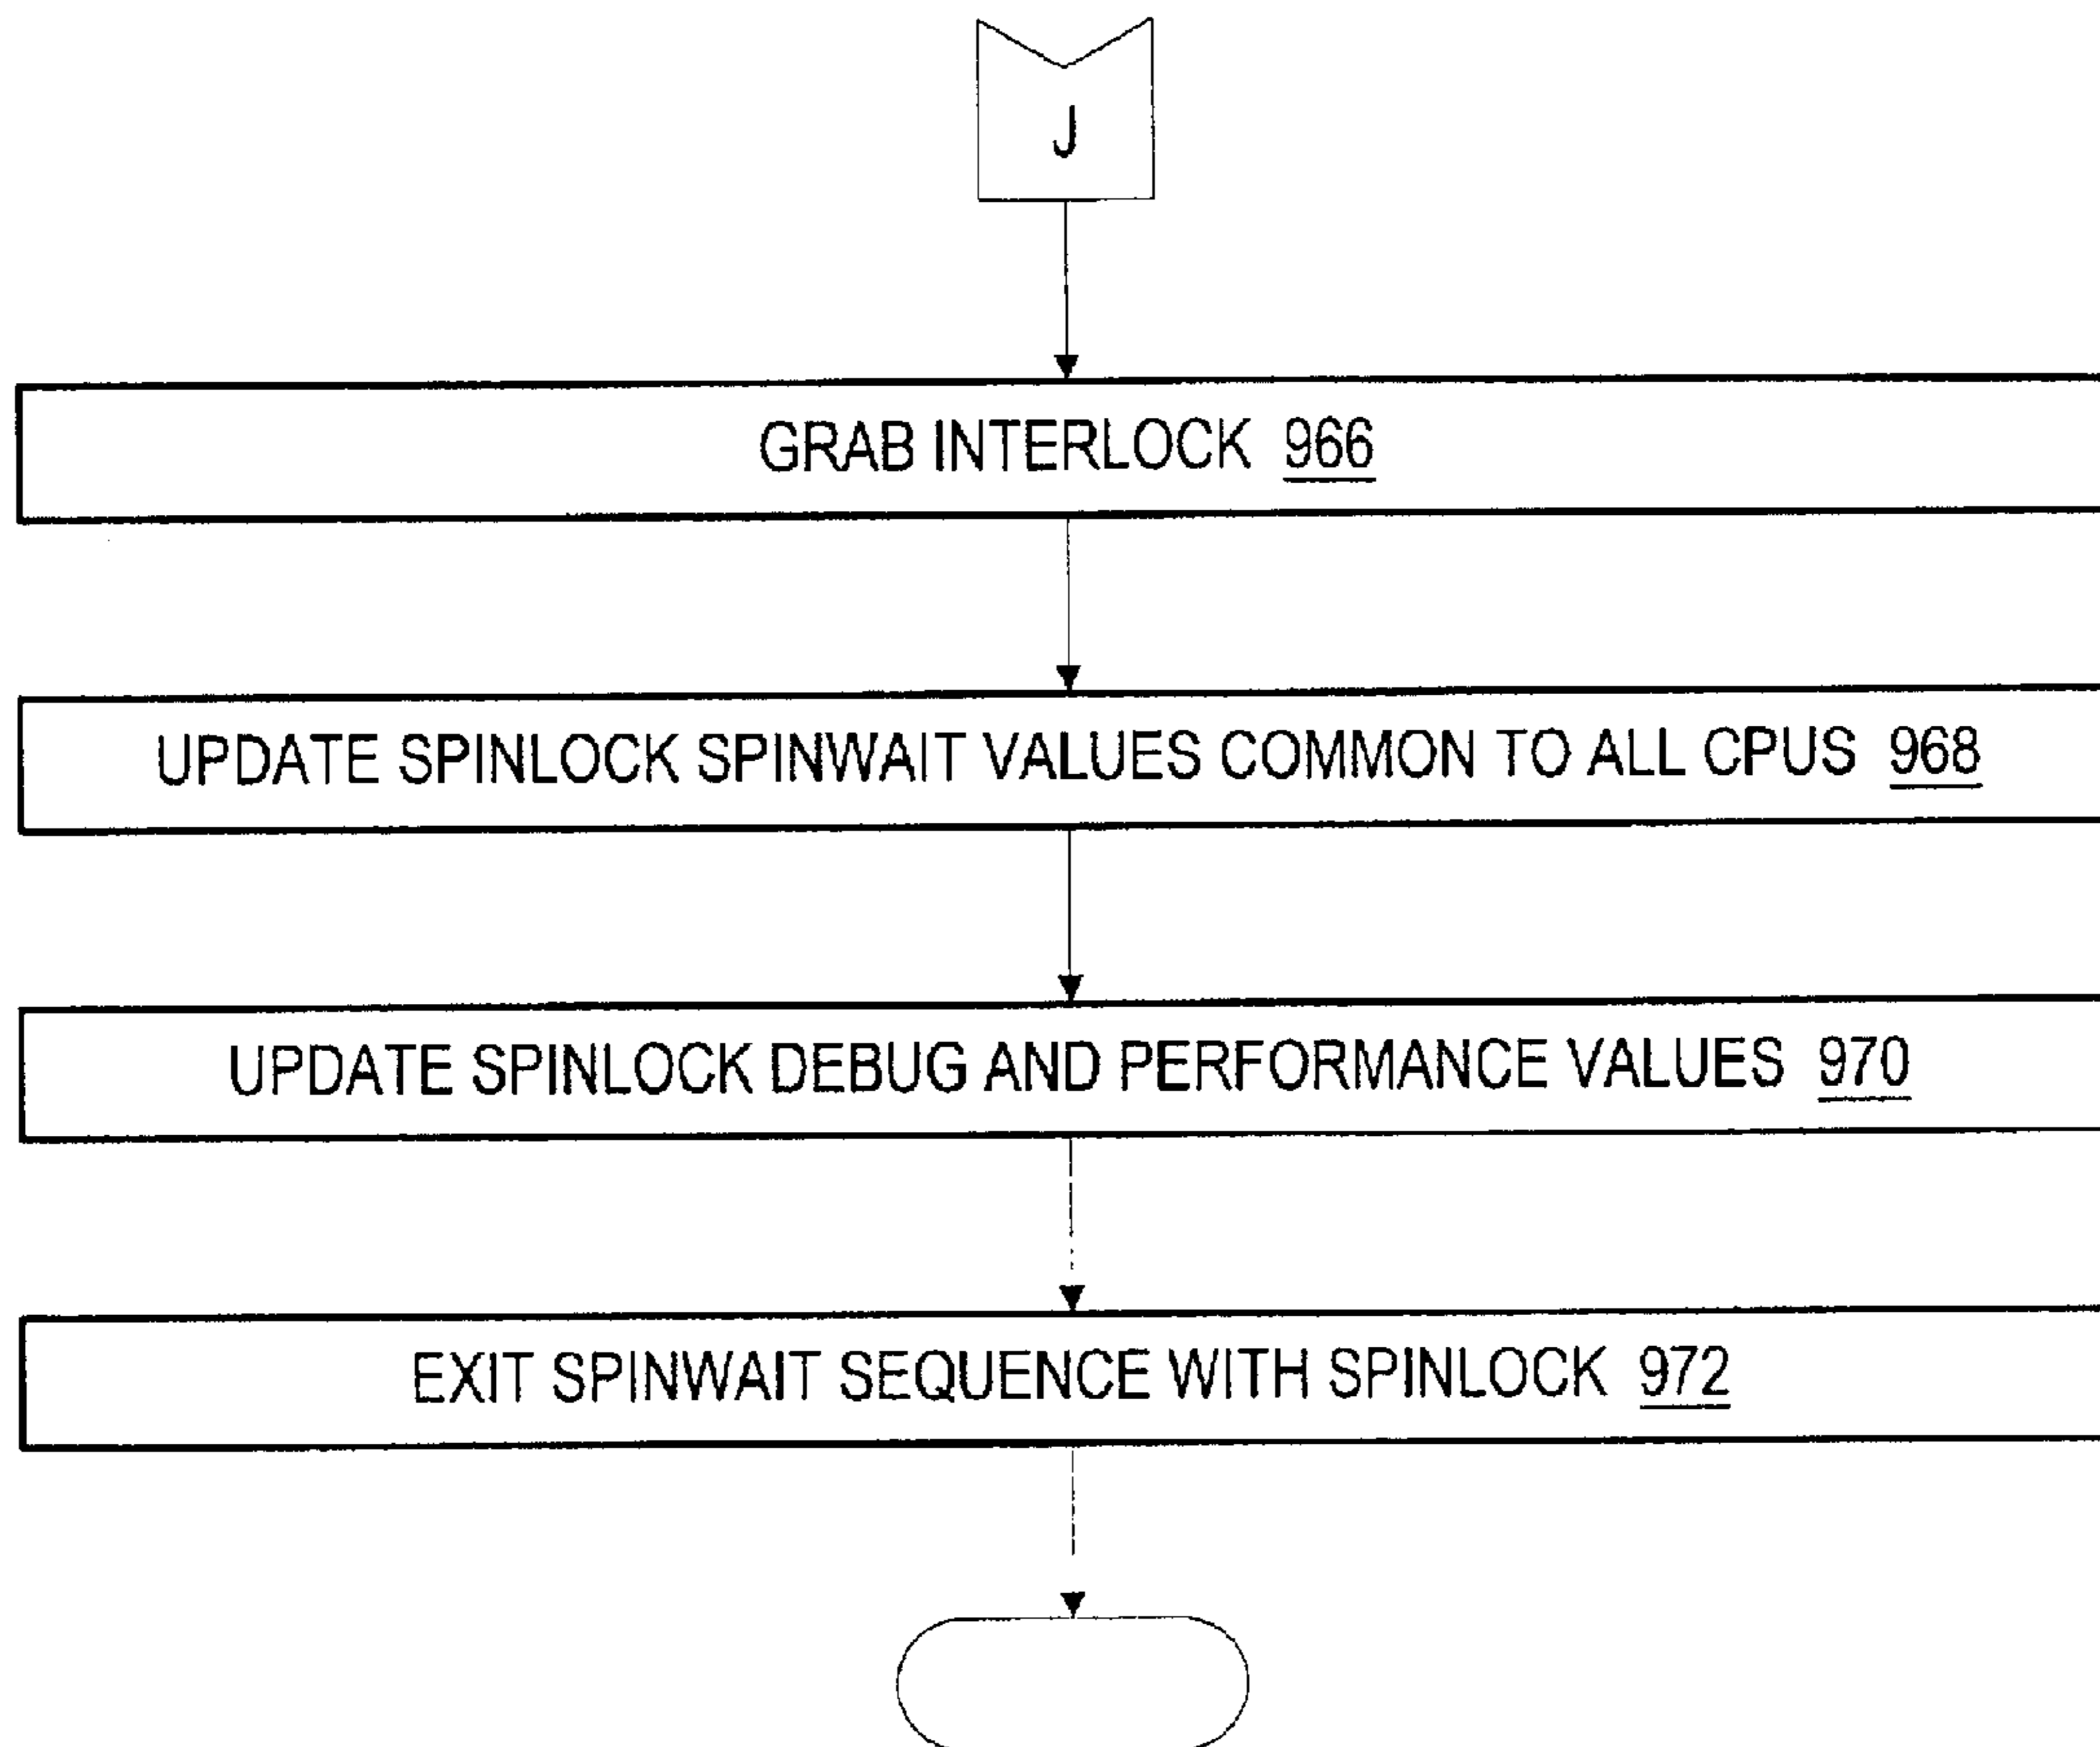 J
GRAB INTERLOCK 966
UPDATE SPINLOCK SPINWAIT VALUES COMMON TO ALL CPUS 968
UPDATE SPINLOCK DEBUG AND PERFORMANCE VALUES 970
EXIT SPINWAIT SEQUENCE WITH SPINLOCK 972